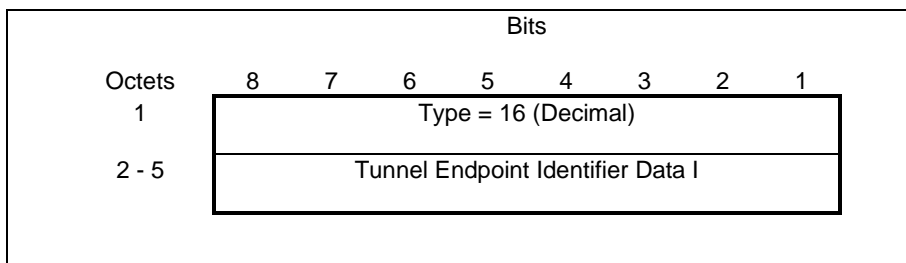 Bits
Octets 8 7 6 5 4 3 2 1
1 Type = 16 (Decimal)
2 - 5 Tunnel Endpoint Identifier Data I